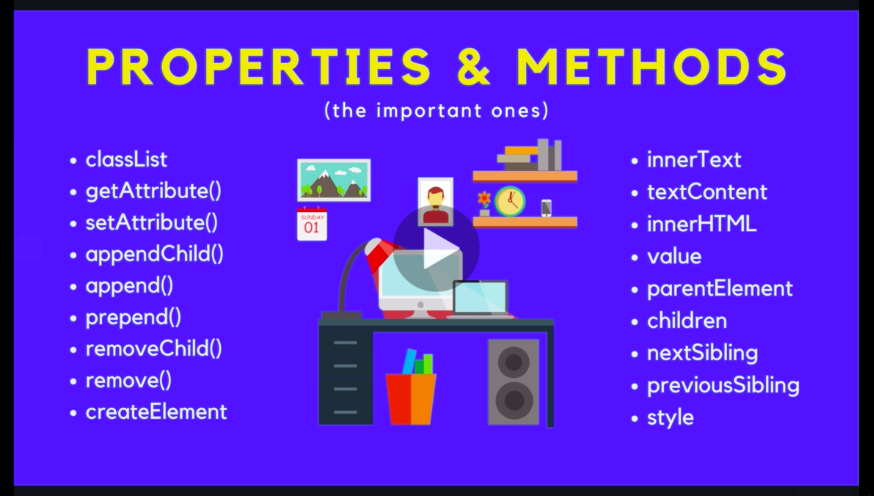 PROPERTIES & METHODS
(the important ones)
• classList
• getAttribute()
• setAttribute()
• appendChild()
• append()
• prepend()
• removeChild()
• remove()
• createElement
SUNDAY
01
• innerText
• textContent
• innerHTML
• value
• parentElement
• children
• nextSibling
• previousSibling
• style